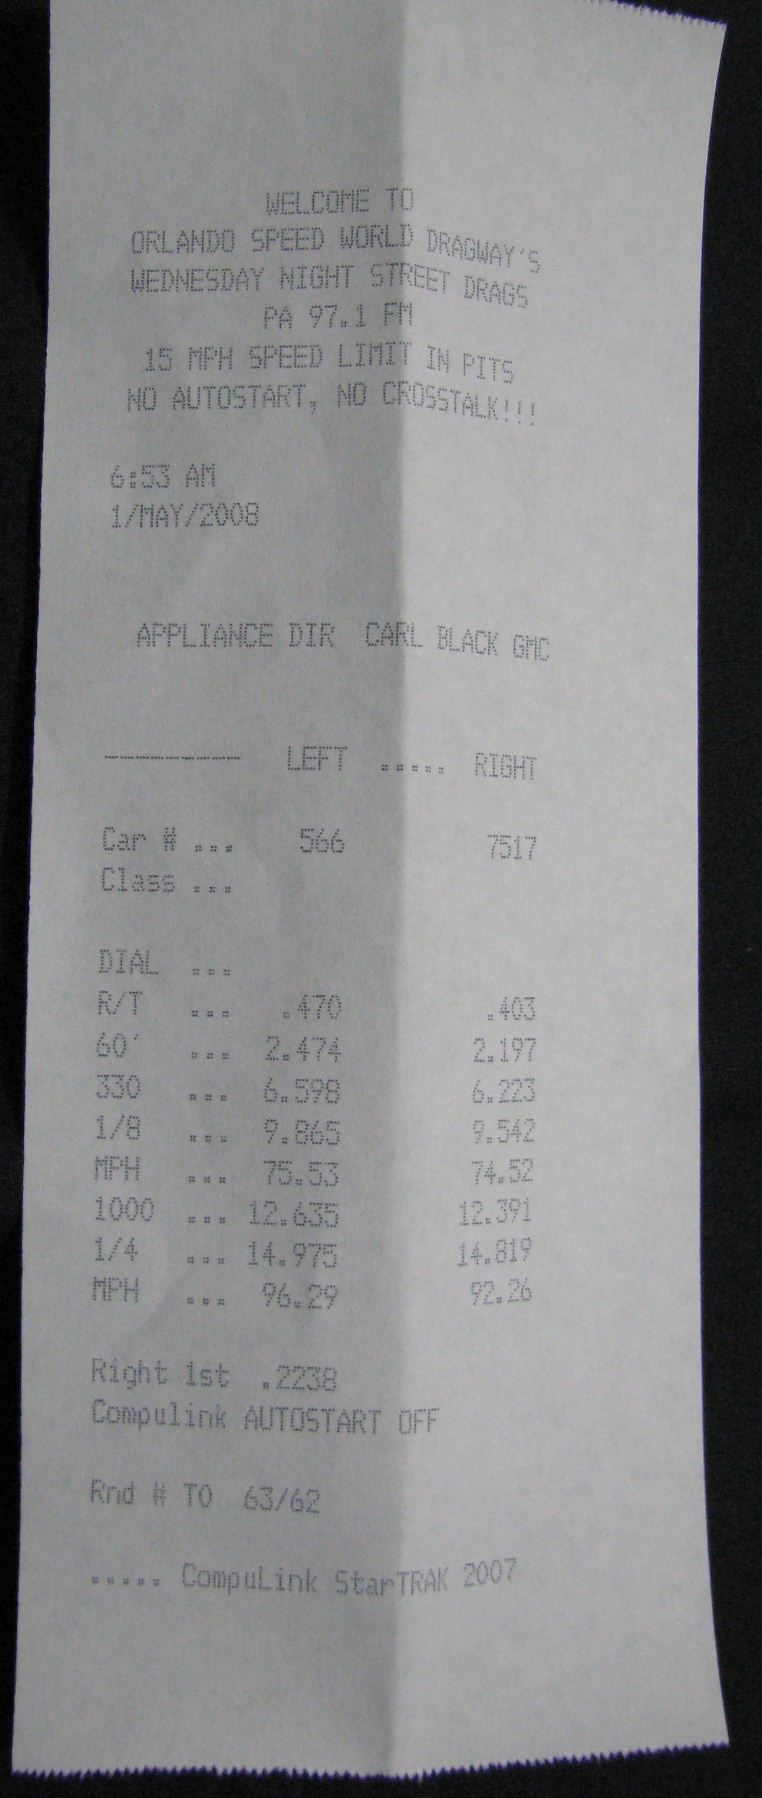 WELCOME TO
ORLANDO SPEED WORLD DRAGWAY'S
WEDNESDAY NIGHT STREET DRAGS
PA 97.1 FM
15 MPH SPEED LIMIT IN PITS
NO AUTOSTART, NO CROSSTALK!!!
6:53 AM
1/MAY/2008
APPLIANCE DIR CARL BLACK GMC
--------- LEFT ..... RIGHT
Car # ... 566 7517
Class ...
DIAL ...
R/T ... .470 .403
60' ... 2.474 2.197
330 ... 6.598 6.223
1/8 ... 9.865 9.542
MPH ... 75.53 74.52
1000 ... 12.635 12.391
1/4 ... 14.975 14.819
MPH ... 96.29 92.26
Right 1st .2238
Compulink AUTOSTART OFF
Rnd # TO 63/62
..... CompuLink StarTRAK 2007